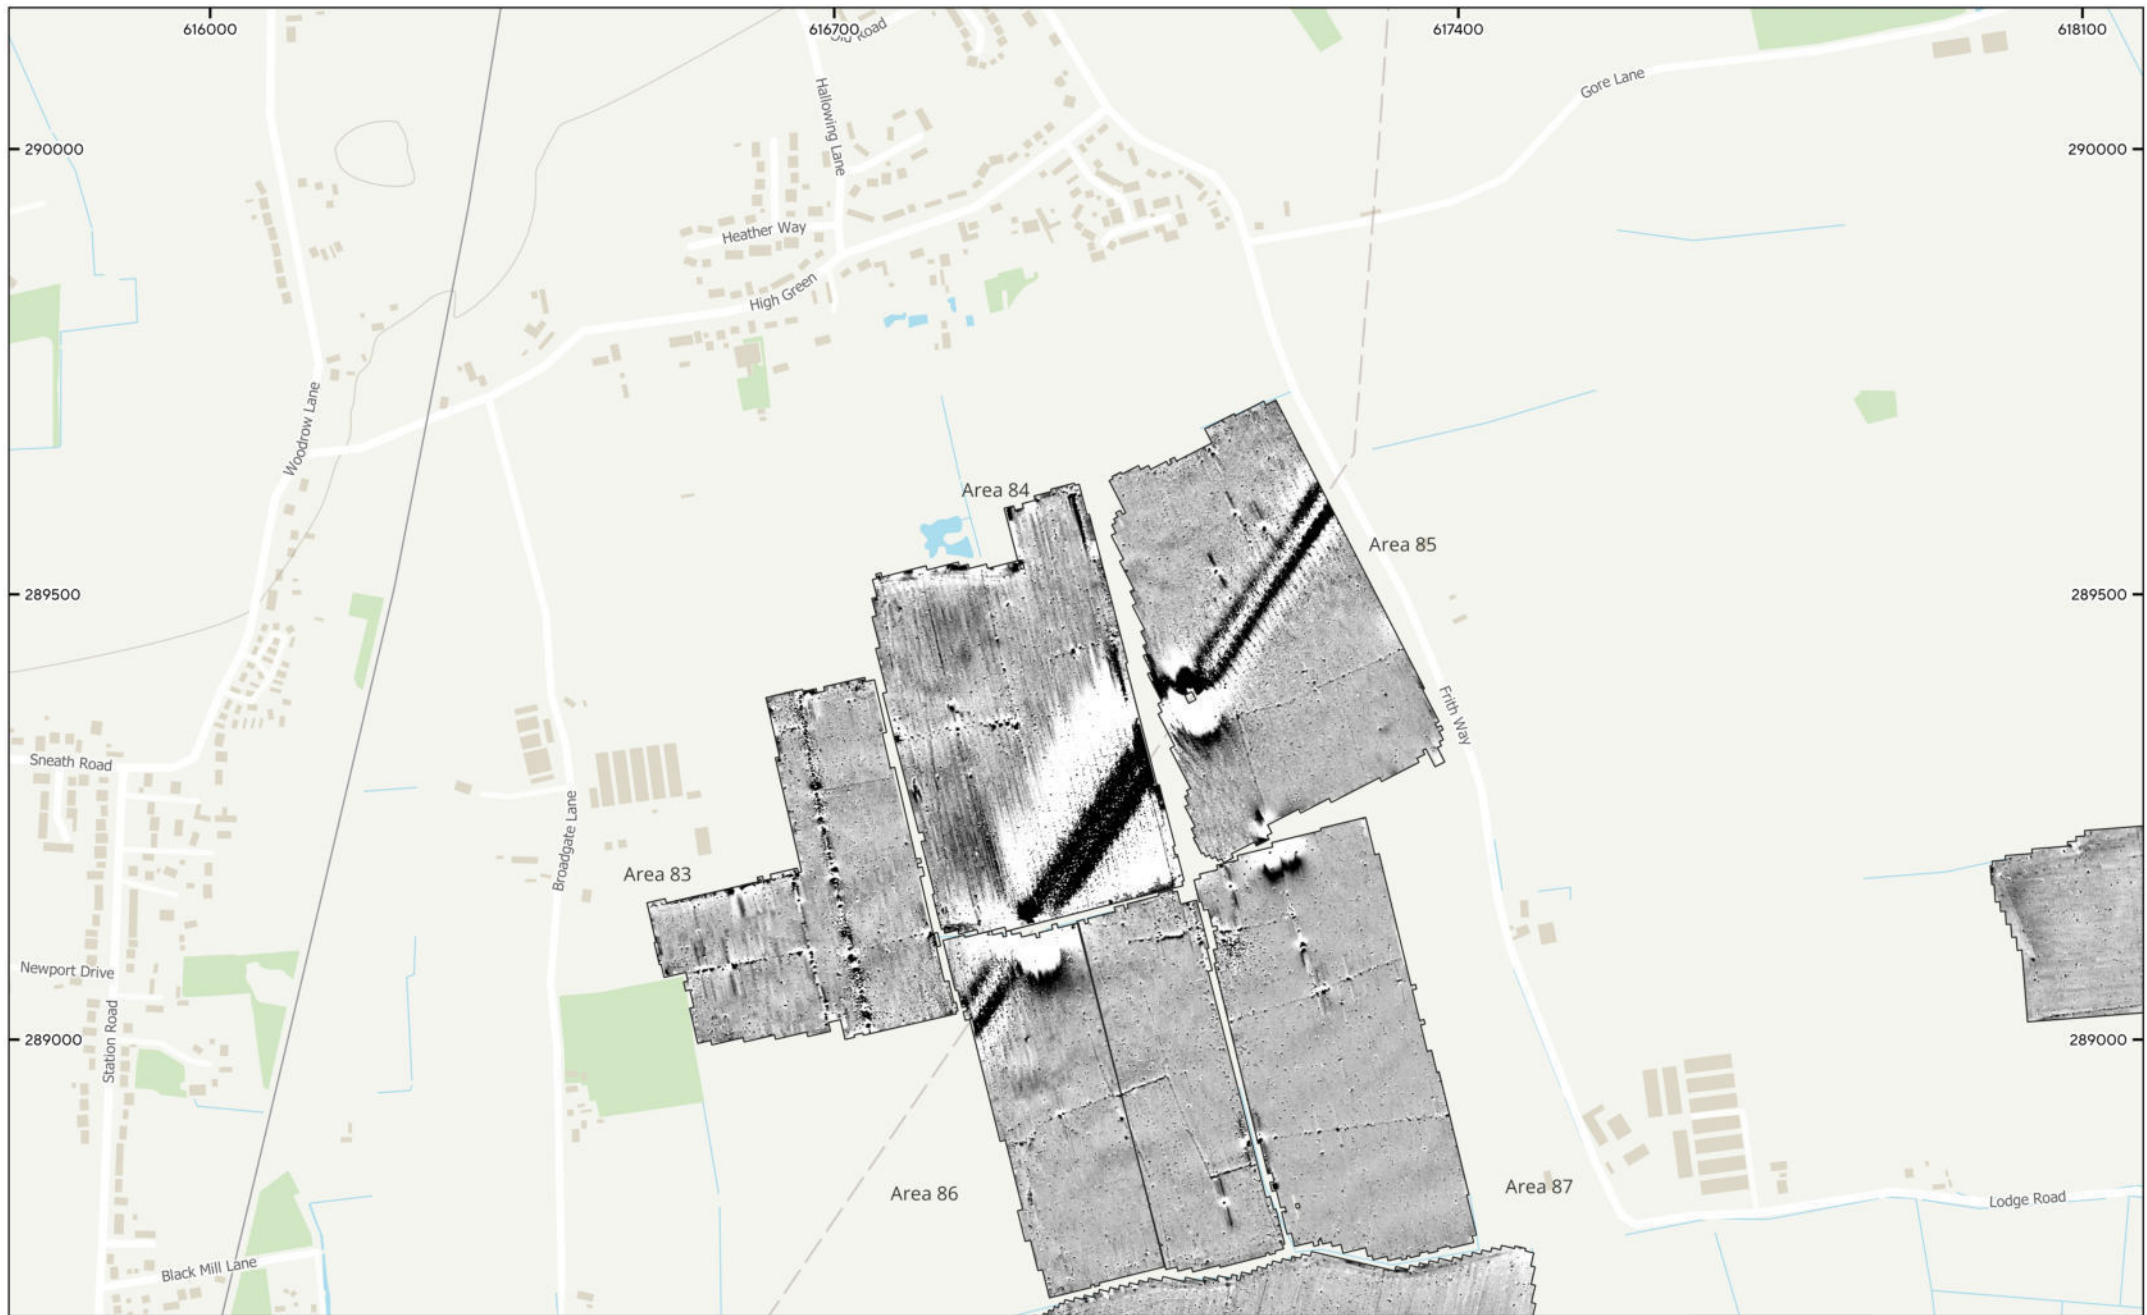 616000
616700
617400
618100
Old Road
Hallowing Lane
Gore Lane
290000
290000
Heather Way
High Green
Woodrow Lane
Area 84
Area 85
289500
289500
Frith Way
Sneath Road
Broadgate Lane
Area 83
Newport Drive
Station Road
289000
289000
Area 86
Area 87
Lodge Road
Black Mill Lane